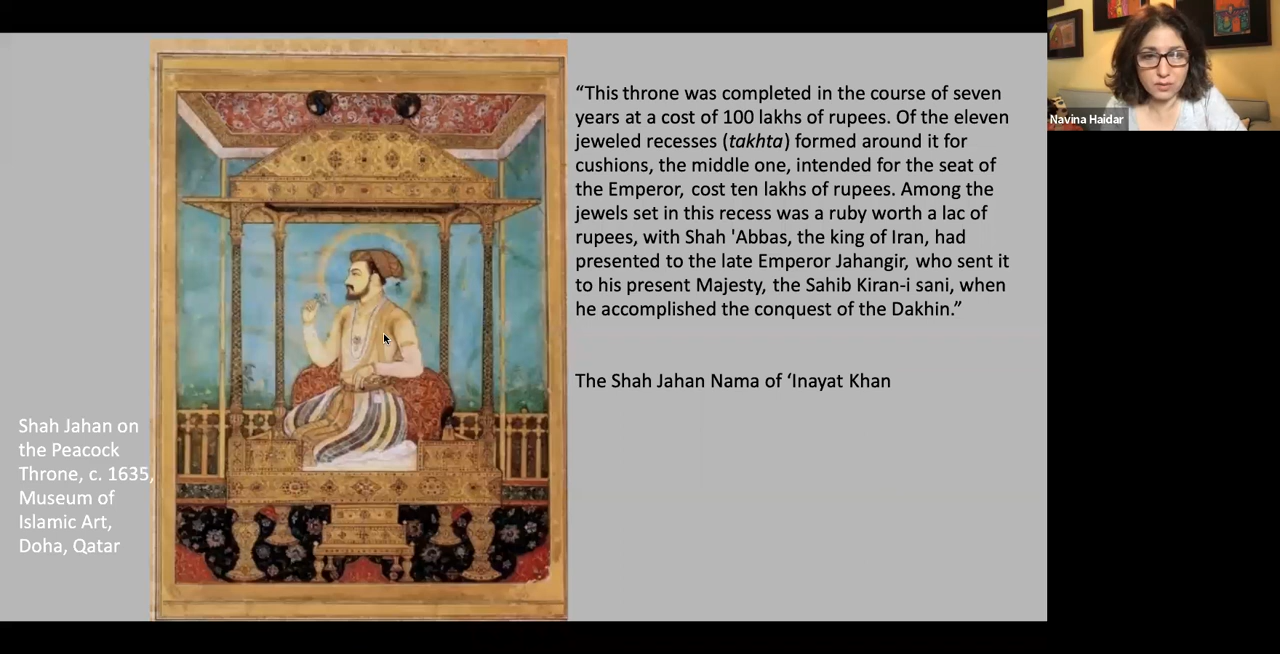 “This throne was completed in the course of seven
years at a cost of 100 lakhs of rupees. Of the eleven
jeweled recesses (takhta) formed around it for
cushions, the middle one, intended for the seat of
the Emperor, cost ten lakhs of rupees. Among the
jewels set in this recess was a ruby worth a lac of
rupees, with Shah 'Abbas, the king of Iran, had
presented to the late Emperor Jahangir, who sent it
to his present Majesty, the Sahib Kiran-i sani, when
he accomplished the conquest of the Dakhin.”
The Shah Jahan Nama of ‘Inayat Khan
Shah Jahan on
the Peacock
Throne, c. 1635,
Museum of
Islamic Art,
Doha, Qatar
Navina Haidar